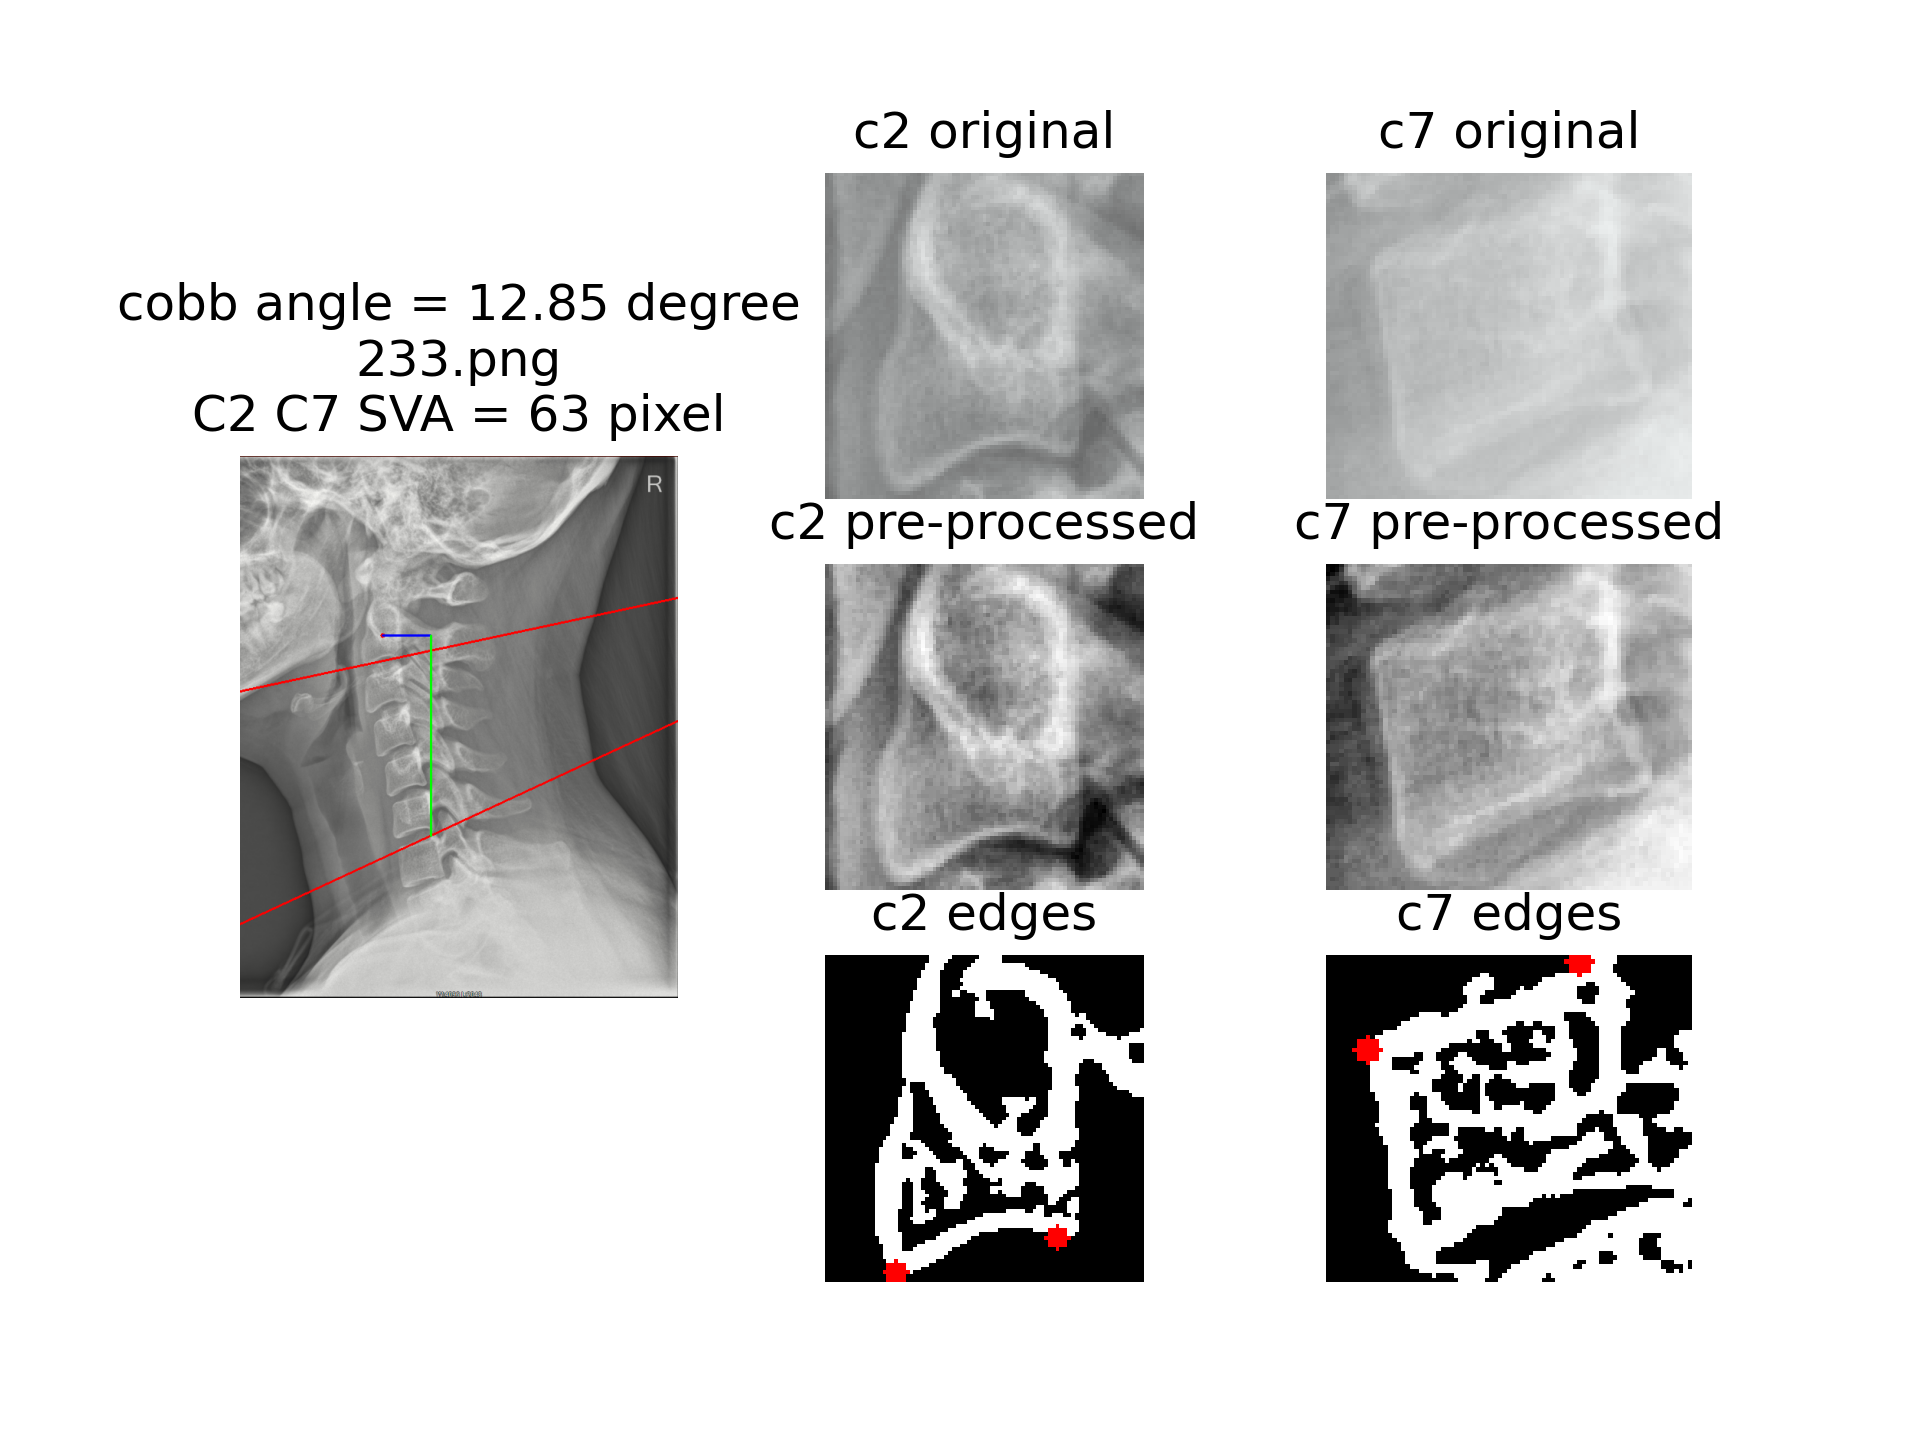 cobb angle = 12.85 degree
233.png
C2 C7 SVA = 63 pixel
R
c2 original
c7 original
c2 pre-processed
c7 pre-processed
c2 edges
c7 edges